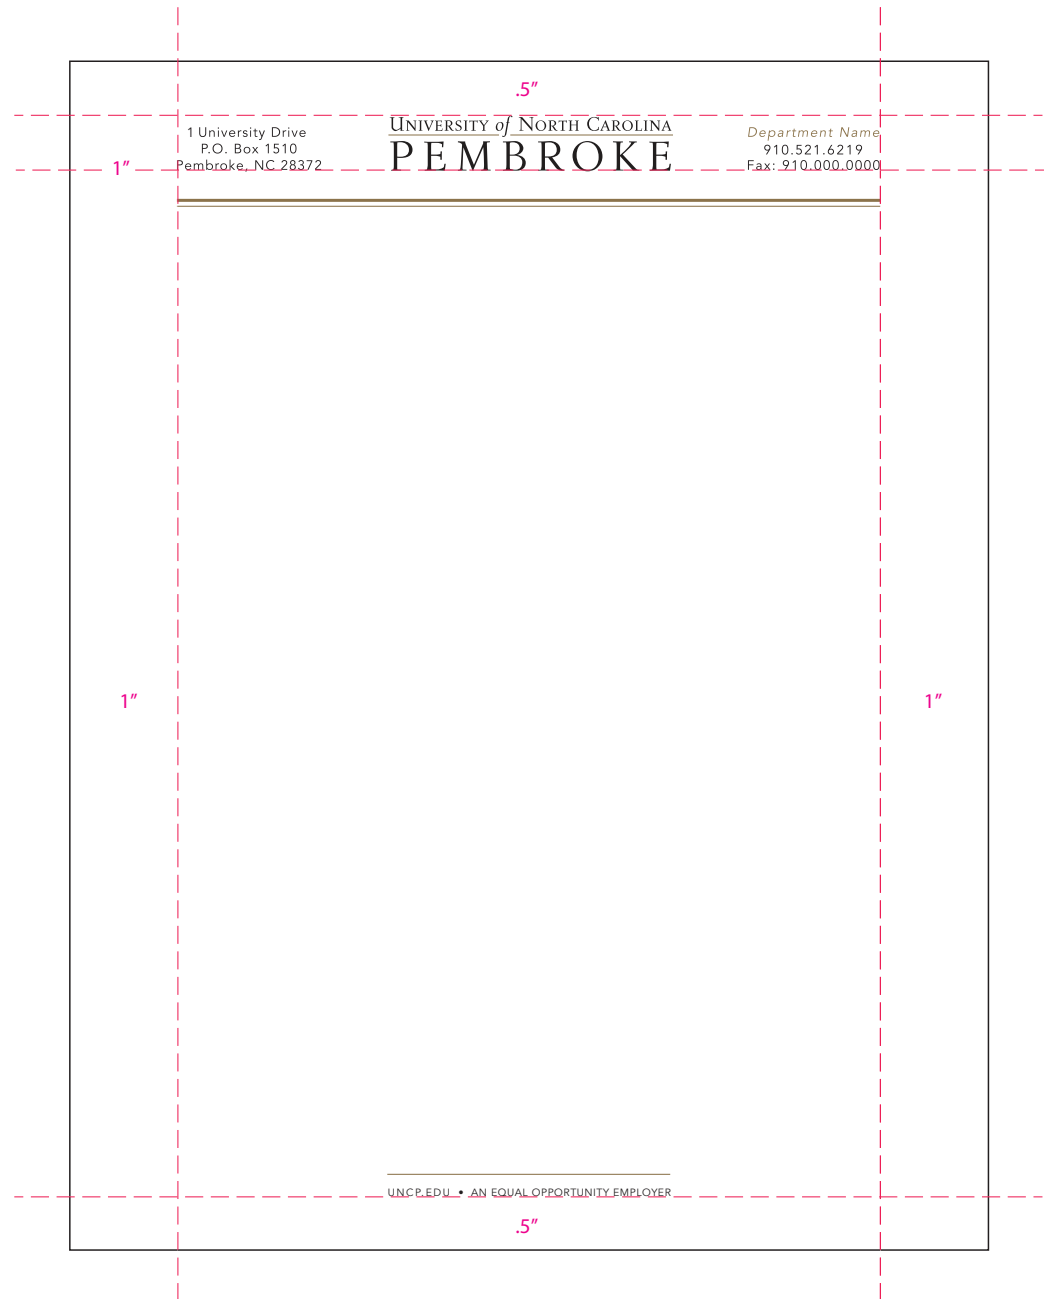 .5”
1 University Drive
P.O. Box 1510
Pembroke, NC 28372
University of North Carolina
PEMBROKE
Department Name
910.521.6219
Fax: 910.000.0000
1”
1”
1”
UNCP.EDU • AN EQUAL OPPORTUNITY EMPLOYER
.5”